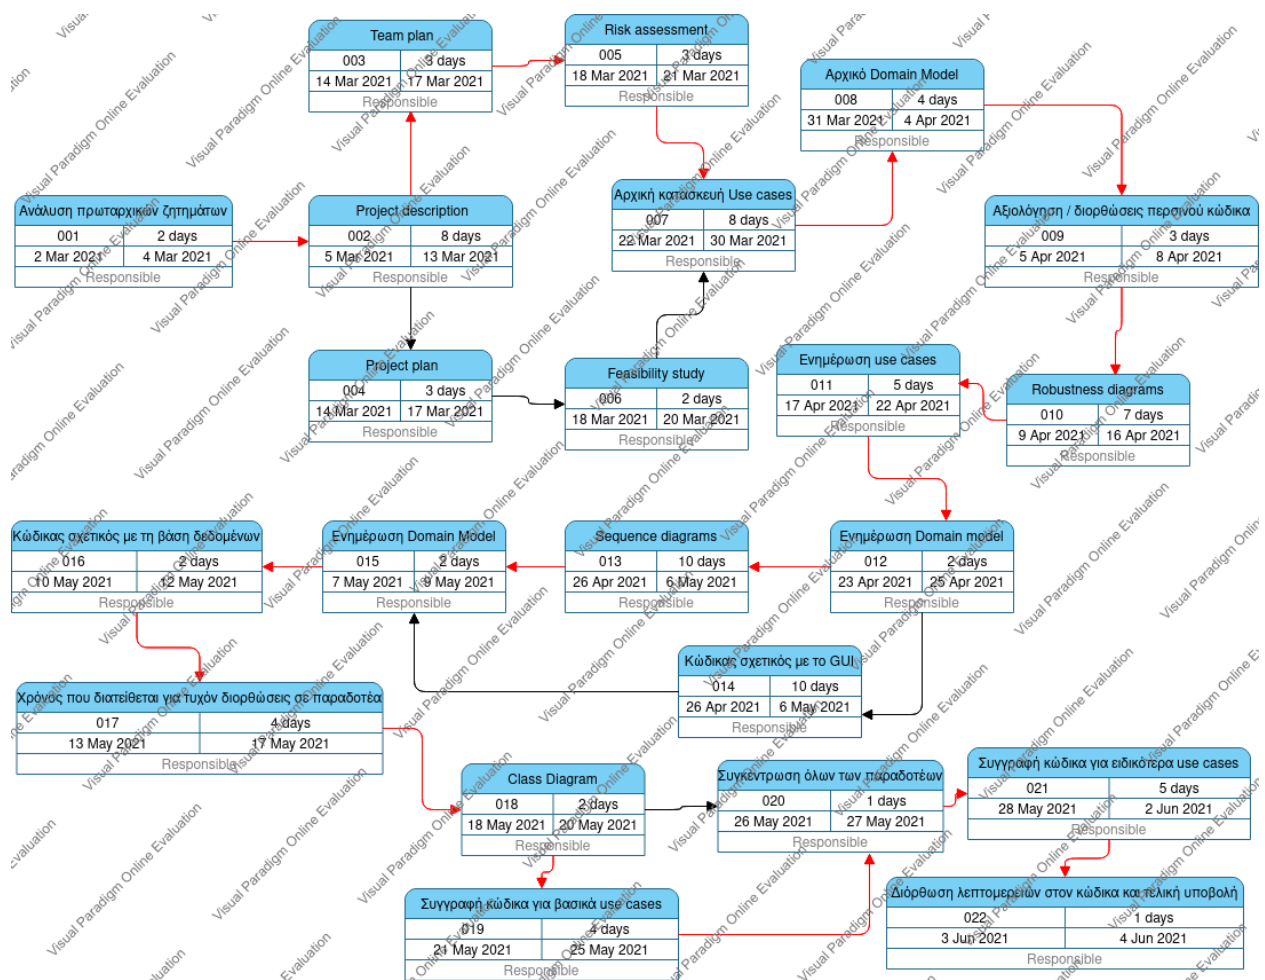 Team plan
003 3 days
14 Mar 2021 17 Mar 2021
Responsible
Risk assessment
005 3 days
18 Mar 2021 21 Mar 2021
Responsible
Αρχικό Domain Model
008 4 days
31 Mar 2021 4 Apr 2021
Responsible
Ανάλυση πρωταρχικών ζητημάτων
001 2 days
2 Mar 2021 4 Mar 2021
Responsible
Project description
002 8 days
5 Mar 2021 13 Mar 2021
Responsible
Αρχική κατασκευή Use cases
007 8 days
22 Mar 2021 30 Mar 2021
Responsible
Αξιολόγηση / διορθώσεις περσινού κώδικα
009 3 days
5 Apr 2021 8 Apr 2021
Responsible
Project plan
004 3 days
14 Mar 2021 17 Mar 2021
Responsible
Feasibility study
006 2 days
18 Mar 2021 20 Mar 2021
Responsible
Ενημέρωση use cases
011 5 days
17 Apr 2021 22 Apr 2021
Responsible
Robustness diagrams
010 7 days
9 Apr 2021 16 Apr 2021
Responsible
Κώδικας σχετικός με τη βάση δεδομένων
016 2 days
10 May 2021 12 May 2021
Responsible
Ενημέρωση Domain Model
015 2 days
7 May 2021 9 May 2021
Responsible
Sequence diagrams
013 10 days
26 Apr 2021 6 May 2021
Responsible
Ενημέρωση Domain model
012 2 days
23 Apr 2021 25 Apr 2021
Responsible
Κώδικας σχετικός με το GUI
014 10 days
26 Apr 2021 6 May 2021
Responsible
Χρόνος που διατείθεται για τυχόν διορθώσεις σε παραδοτέα
017 4 days
13 May 2021 17 May 2021
Responsible
Class Diagram
018 2 days
18 May 2021 20 May 2021
Responsible
Συγκέντρωση όλων των παραδοτέων
020 1 days
26 May 2021 27 May 2021
Responsible
Συγγραφή κώδικα για ειδικότερα use cases
021 5 days
28 May 2021 2 Jun 2021
Responsible
Συγγραφή κώδικα για βασικά use cases
019 4 days
21 May 2021 25 May 2021
Responsible
Διόρθωση λεπτομερειών στον κώδικα και τελική υποβολή
022 1 days
3 Jun 2021 4 Jun 2021
Responsible
Visual Paradigm Online Evaluation